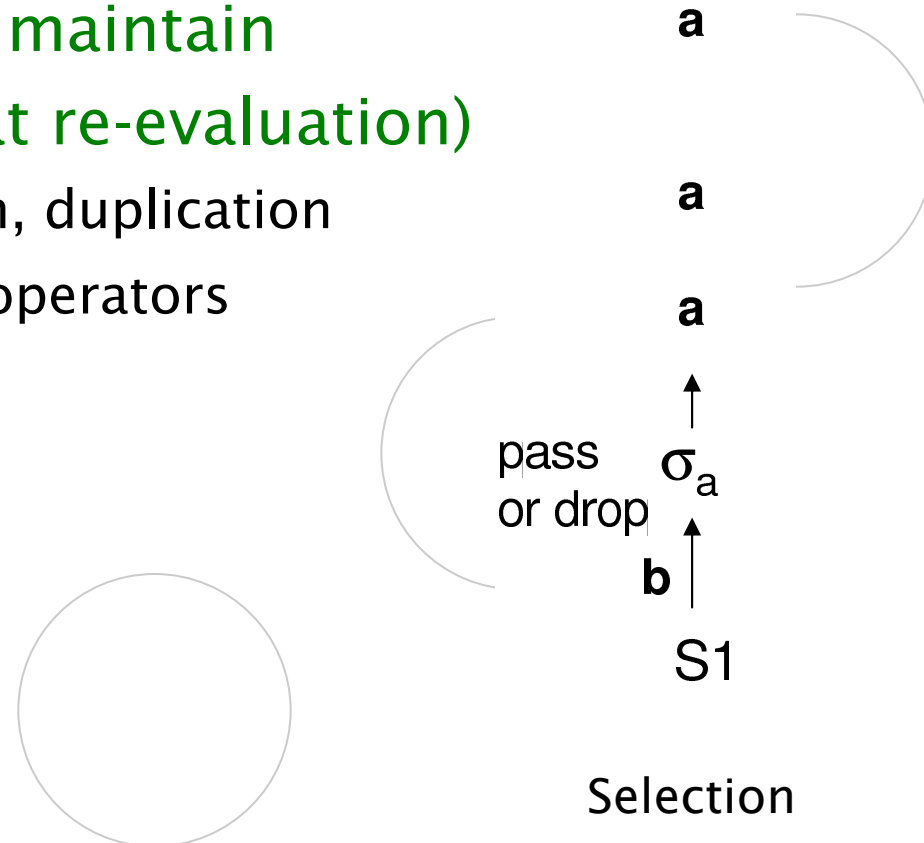 maintain
t re-evaluation)
, duplication
operators
a
a
a
pass
or drop
σa
b
S1
Selection